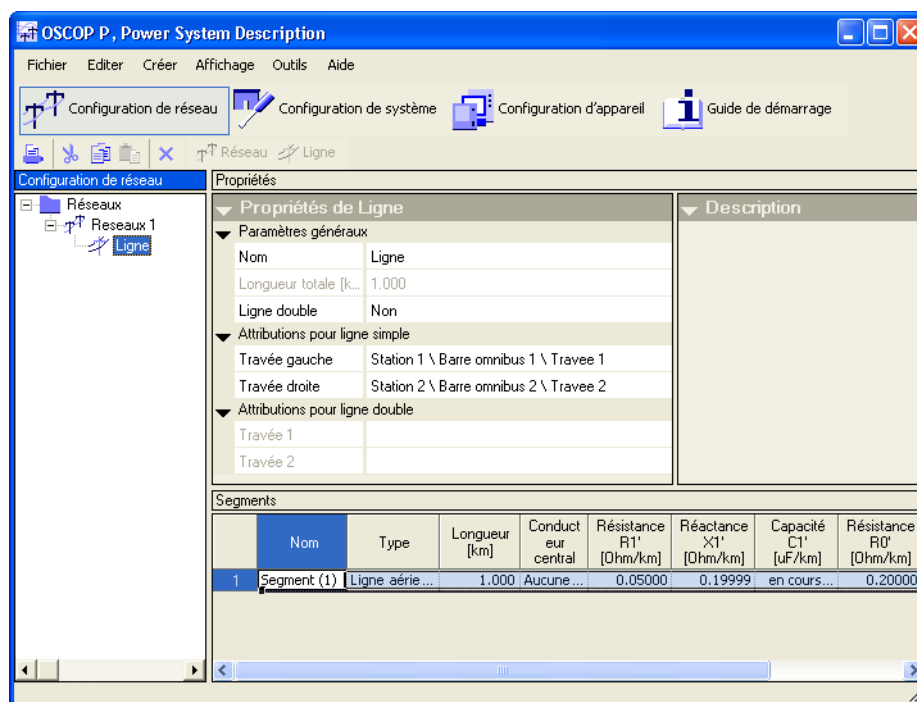 OSCOP P, Power System Description
Fichier Editer Créer Affichage Outils Aide
Configuration de réseau Configuration de système Configuration d'appareil Guide de démarrage
Réseau Ligne
Configuration de réseau
Propriétés
Réseaux
Reseaux 1
Ligne
Propriétés de Ligne
Description
Paramètres généraux
Nom Ligne
Longueur totale [k... 1.000
Ligne double Non
Attributions pour ligne simple
Travée gauche Station 1 \ Barre omnibus 1 \ Travee 1
Travée droite Station 2 \ Barre omnibus 2 \ Travee 2
Attributions pour ligne double
Travée 1
Travée 2
Segments
Nom Type Longueur [km] Conduct eur central Résistance R1' [Ohm/km] Réactance X1' [Ohm/km] Capacité C1' [uF/km] Résistance R0' [Ohm/km]
1 Segment (1) Ligne aérie... 1.000 Aucune... 0.05000 0.19999 en cours... 0.20000